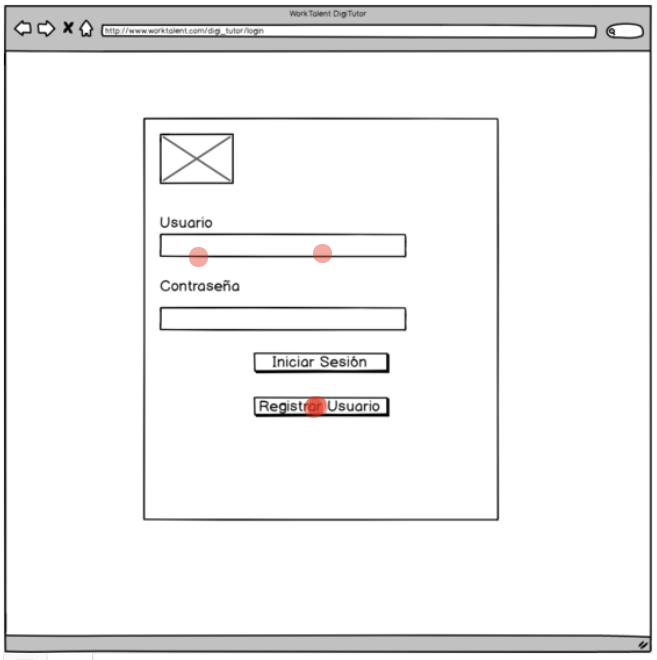 WorkTalent DigiTutor
http://www.worktalent.com/digi_tutor/login
Usuario
Contraseña
Iniciar Sesión
Registrar Usuario